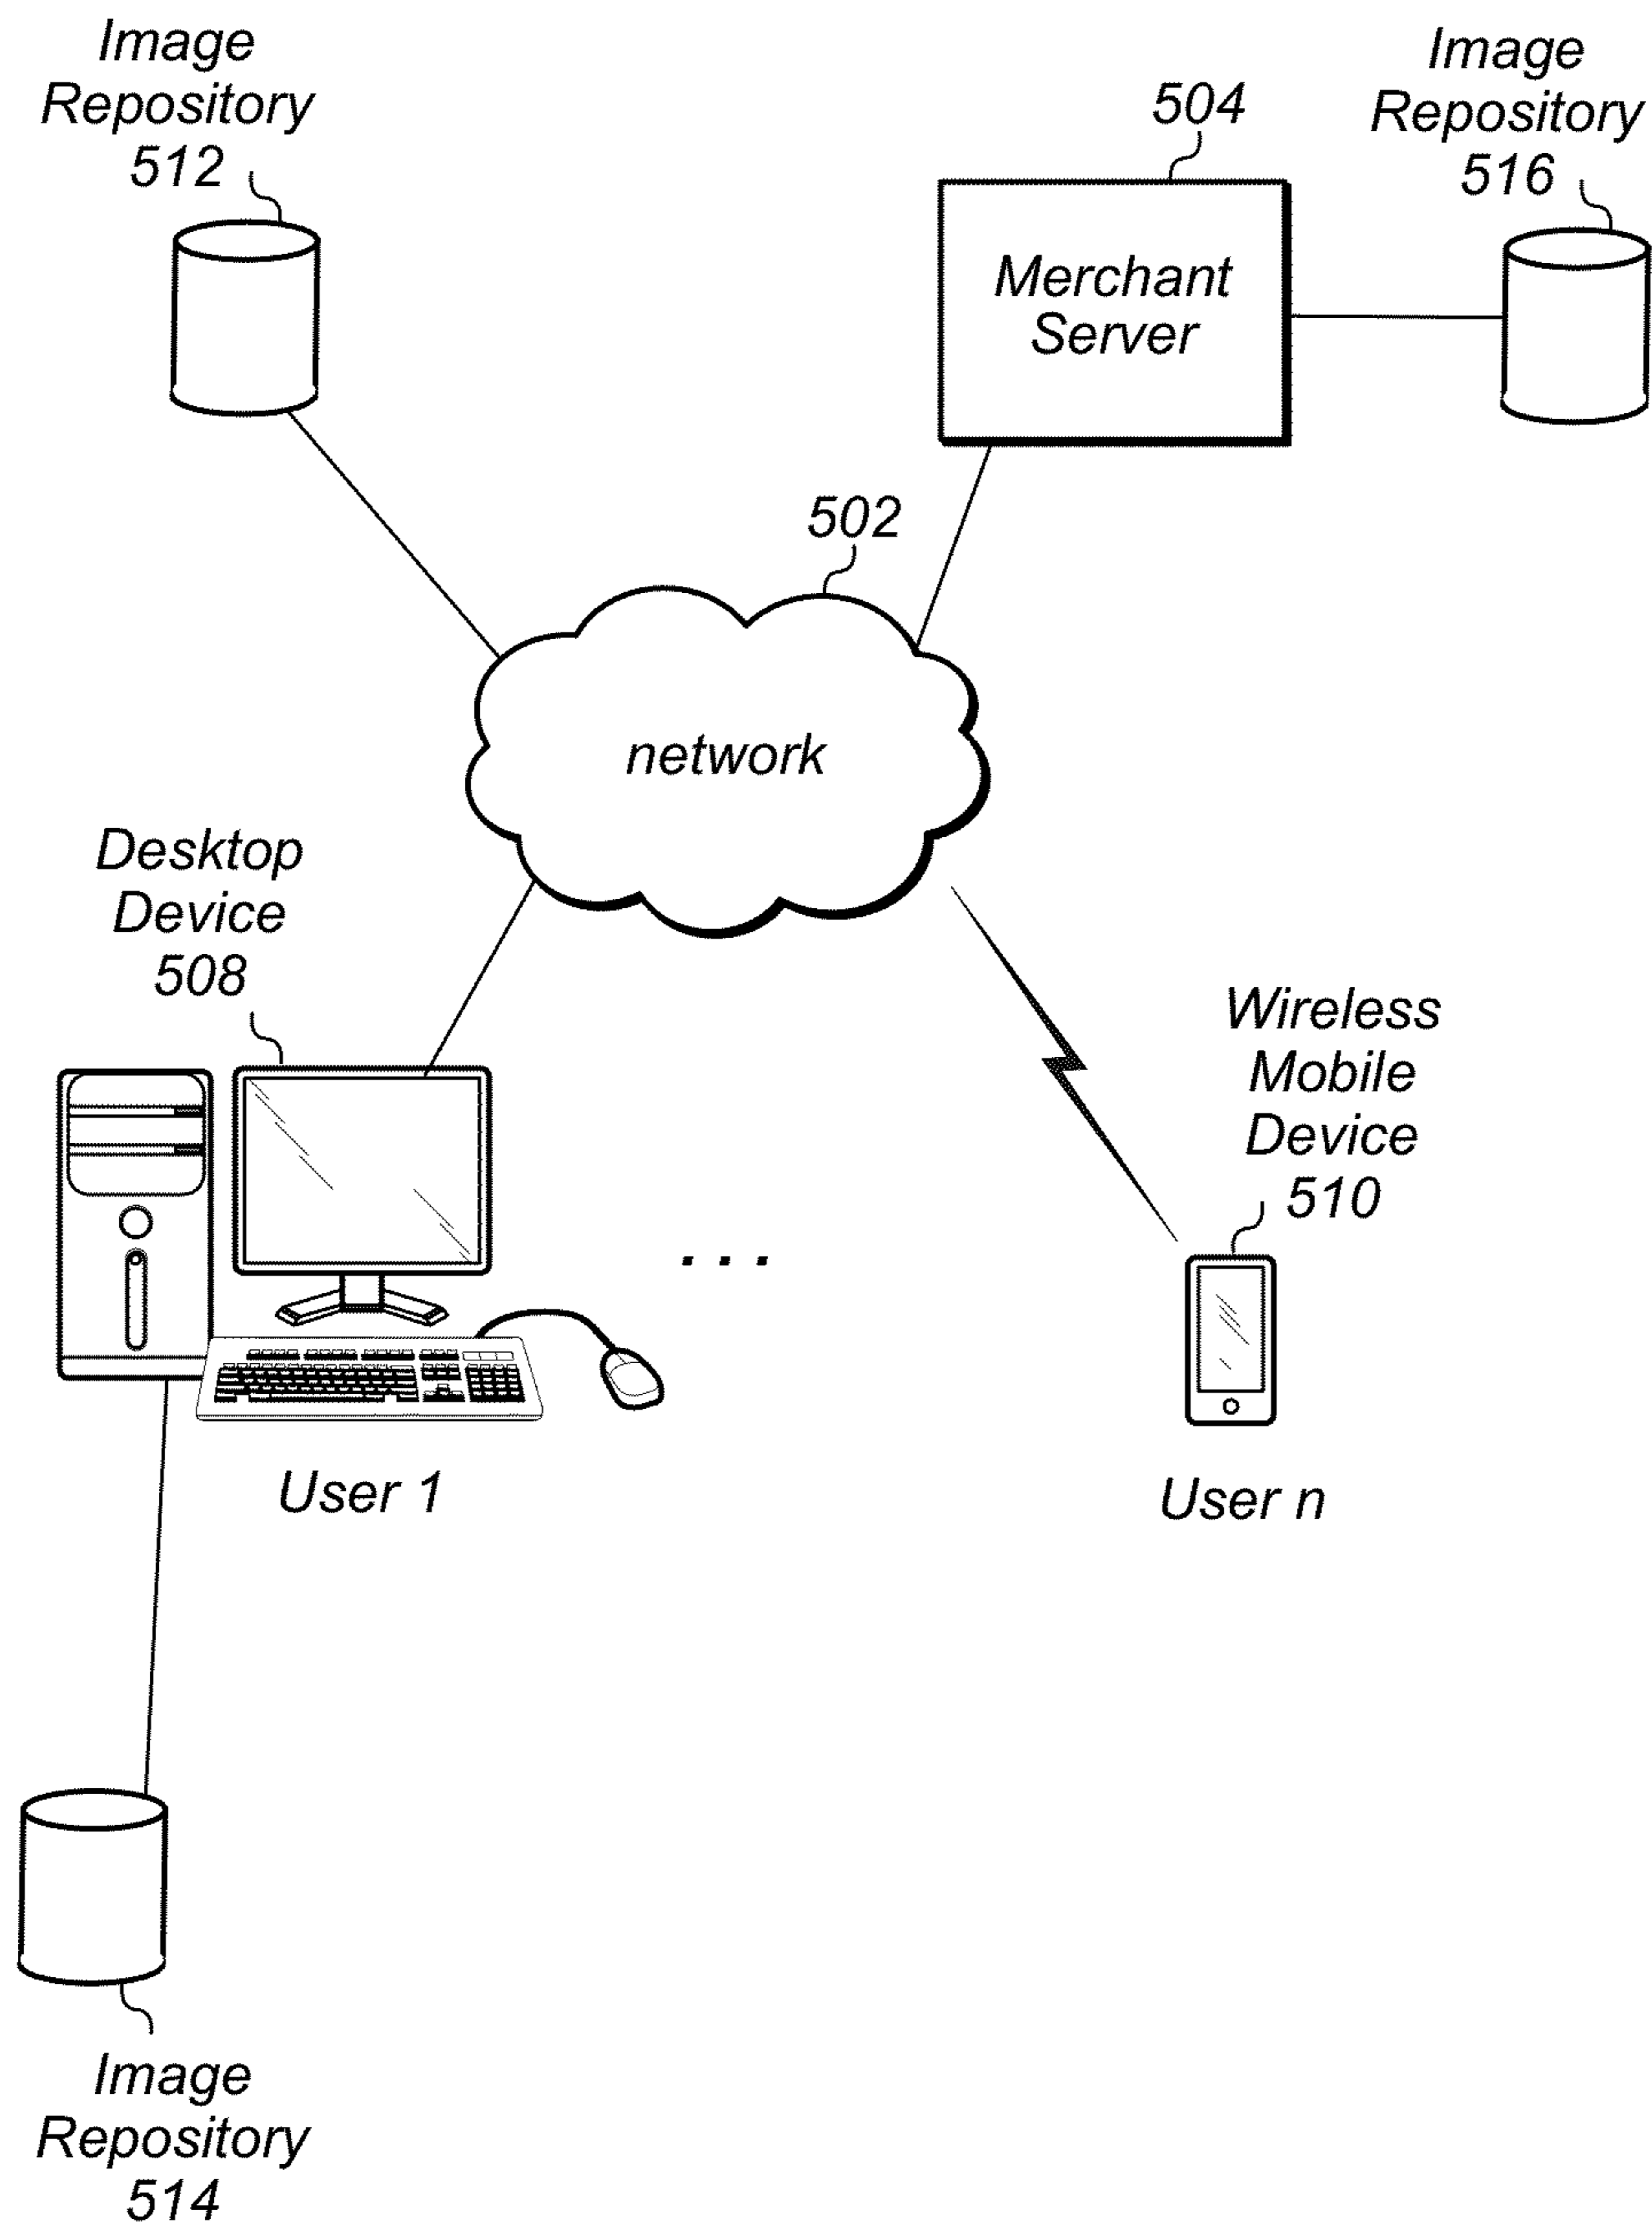 Image
Repository
512
504
Image
Repository
516
Merchant
Server
502
network
Desktop
Device
508
Wireless
Mobile
Device
510
...
User 1
User n
Image
Repository
514